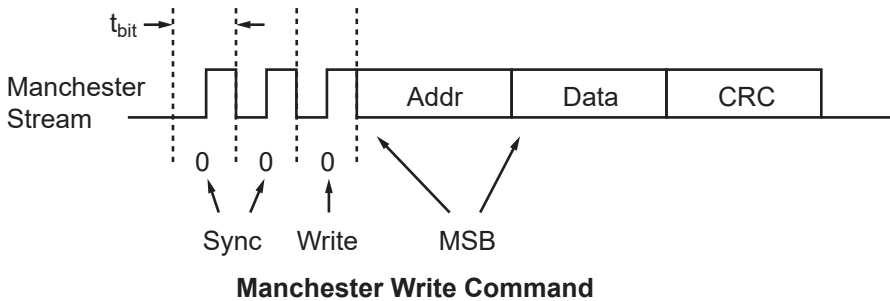 t_bit
Manchester Stream
Addr Data CRC
0 0 0
Sync Write MSB
Manchester Write Command